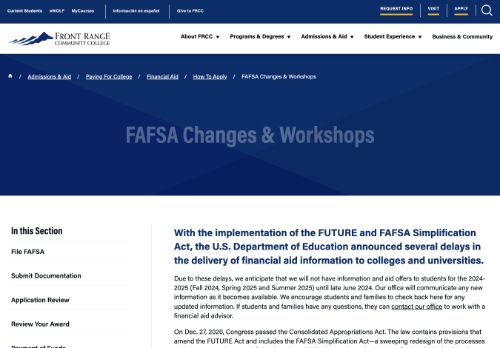 Current Students eWOLF MyCourses Información en español Give to FRCC REQUEST INFO VISIT APPLY
FRONT RANGE
COMMUNITY COLLEGE
About FRCC ▼ Programs & Degrees ▼ Admissions & Aid ▼ Student Experience ▼ Business & Community
/ Admissions & Aid / Paying For College / Financial Aid / How To Apply / FAFSA Changes & Workshops
FAFSA Changes & Workshops
In this Section
File FAFSA
Submit Documentation
Application Review
Review Your Award
Payment of Funds
With the implementation of the FUTURE and FAFSA Simplification
Act, the U.S. Department of Education announced several delays in
the delivery of financial aid information to colleges and universities.
Due to these delays, we anticipate that we will not have information and aid offers to students for the 2024-
2025 (Fall 2024, Spring 2025 and Summer 2025) until late June 2024. Our office will communicate any new
information as it becomes available. We encourage students and families to check back here for any
updated information. If students and families have any questions, they can contact our office to work with a
financial aid advisor.
On Dec. 27, 2020, Congress passed the Consolidated Appropriations Act. The law contains provisions that
amend the FUTURE Act and includes the FAFSA Simplification Act—a sweeping redesign of the processes